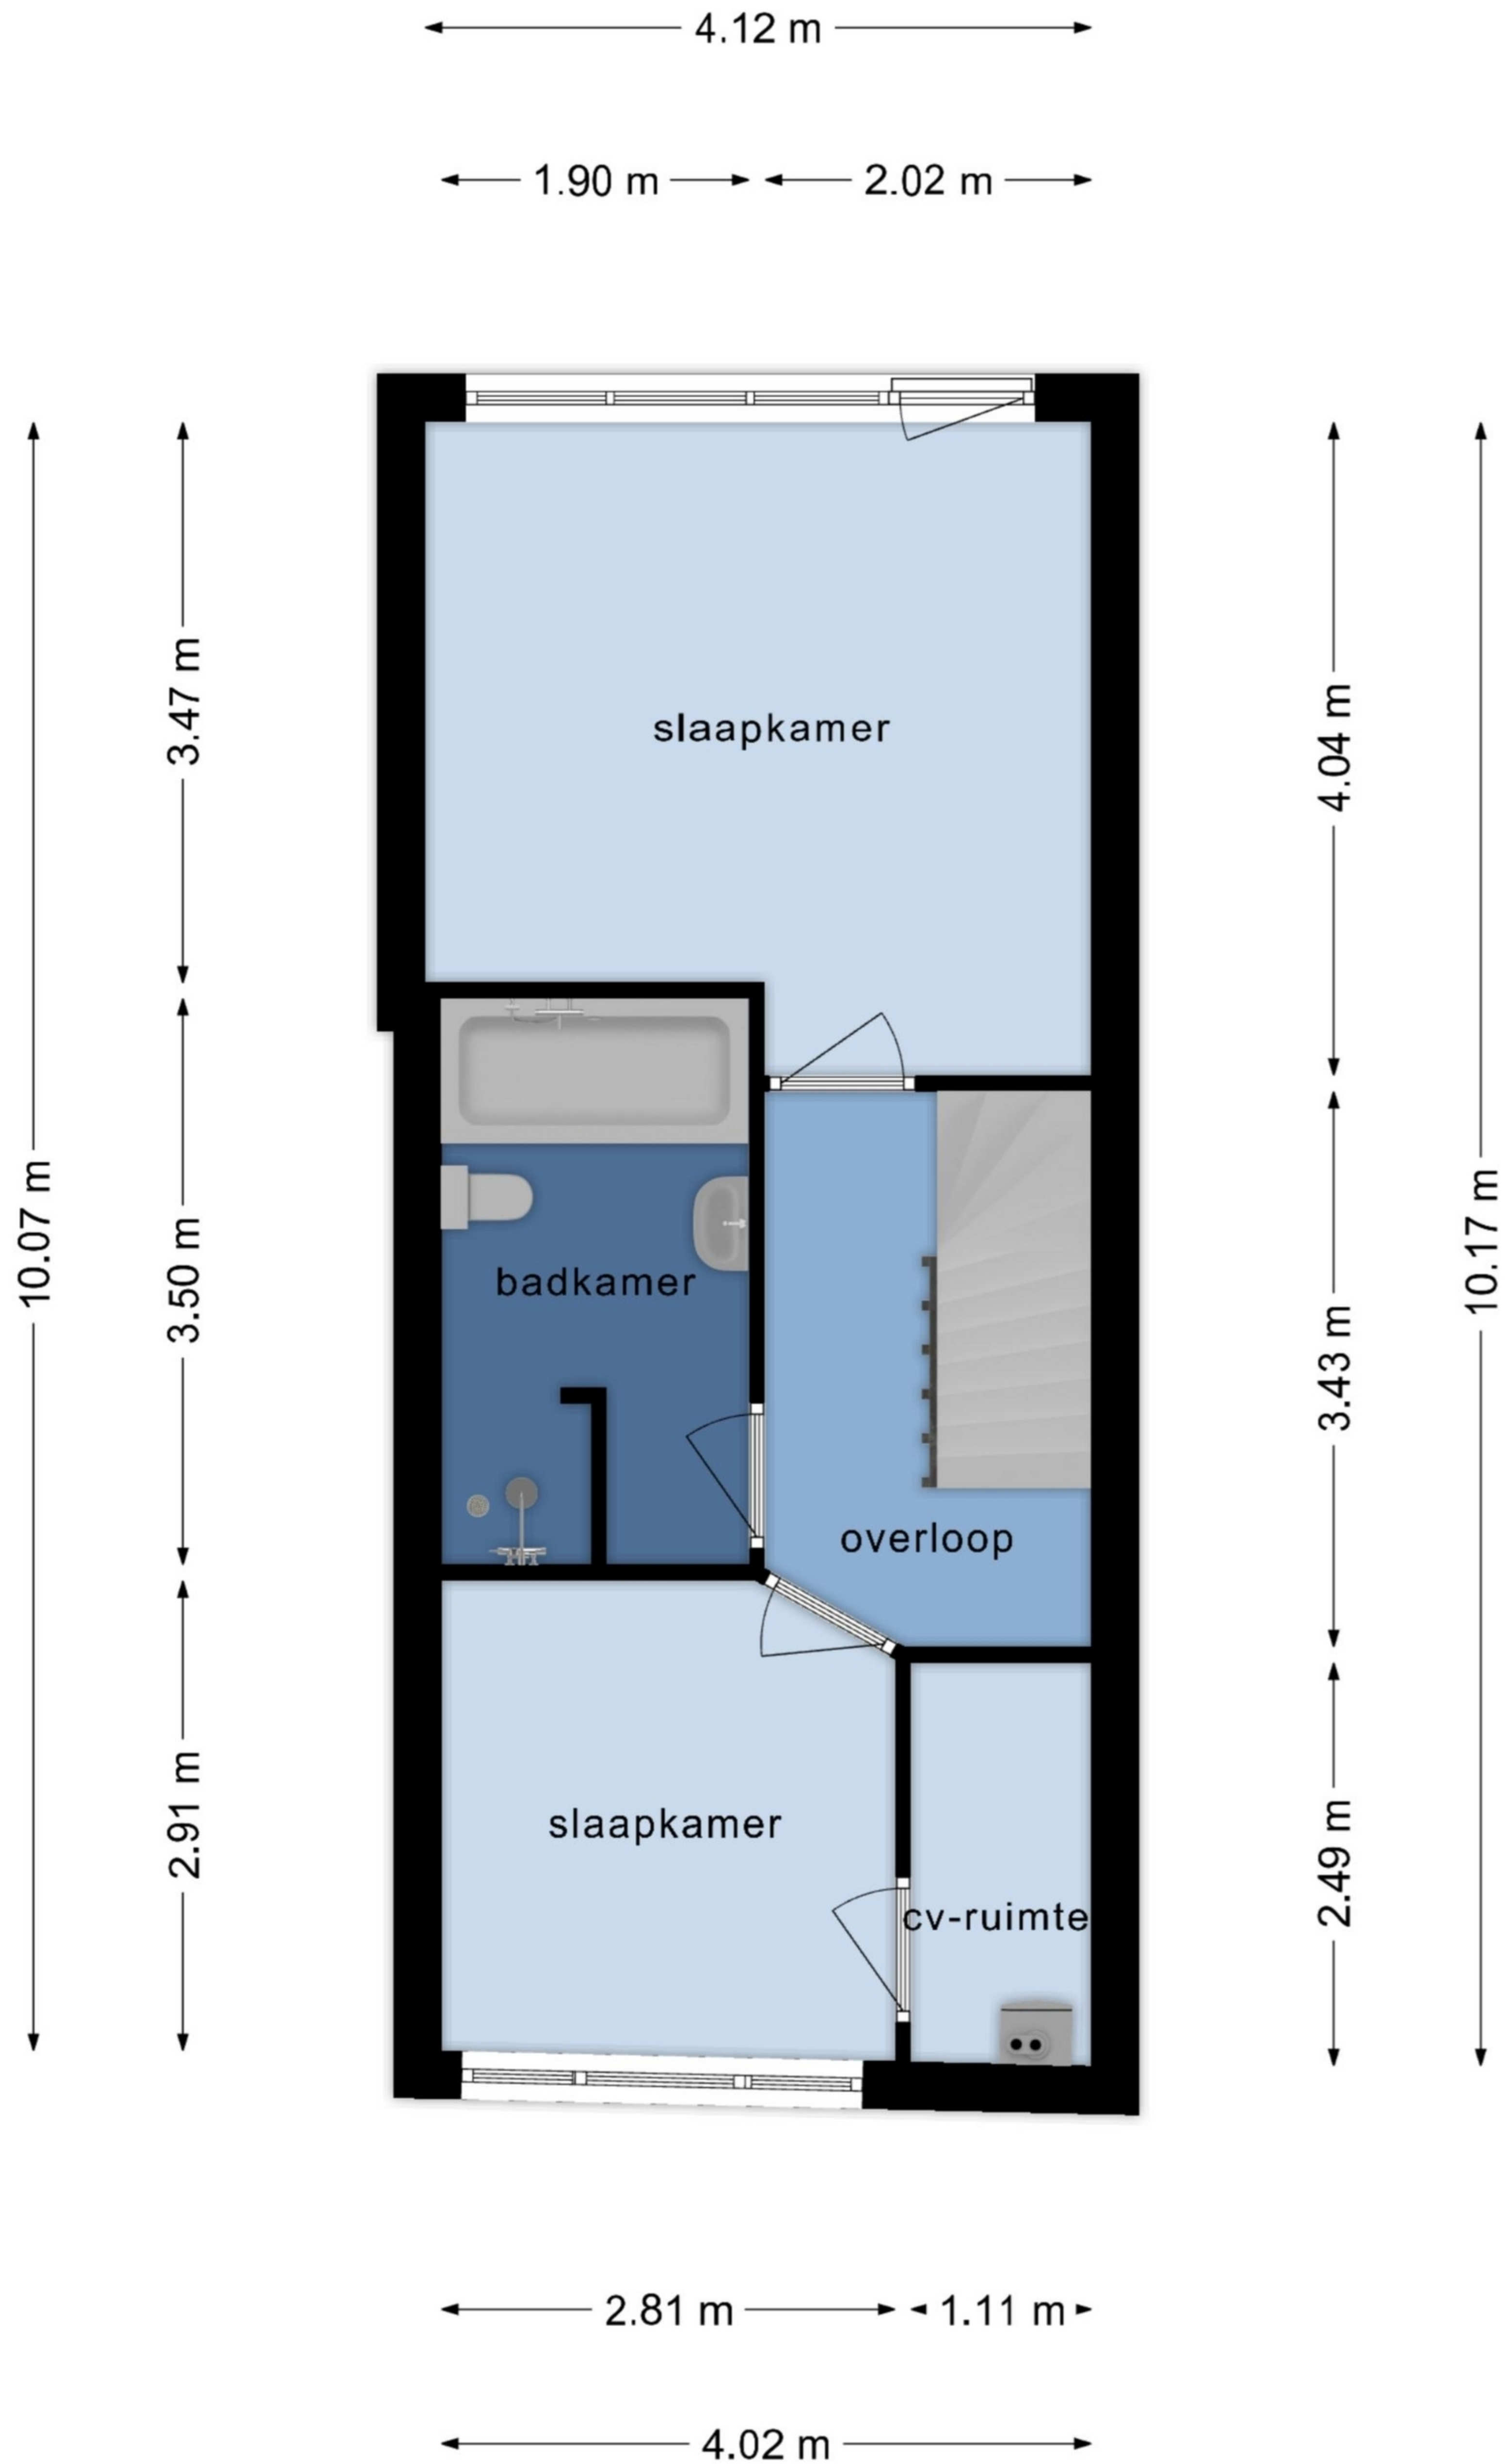 4.12 m
1.90 m
2.02 m
3.47 m
slaapkamer
4.04 m
10.07 m
10.17 m
3.50 m
badkamer
3.43 m
overloop
2.91 m
slaapkamer
2.49 m
cv-ruimte
2.81 m
1.11 m
4.02 m